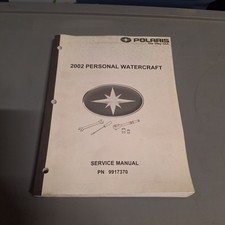 POLARIS
2002 PERSONAL WATERCRAFT
SERVICE MANUAL
PN 9917370